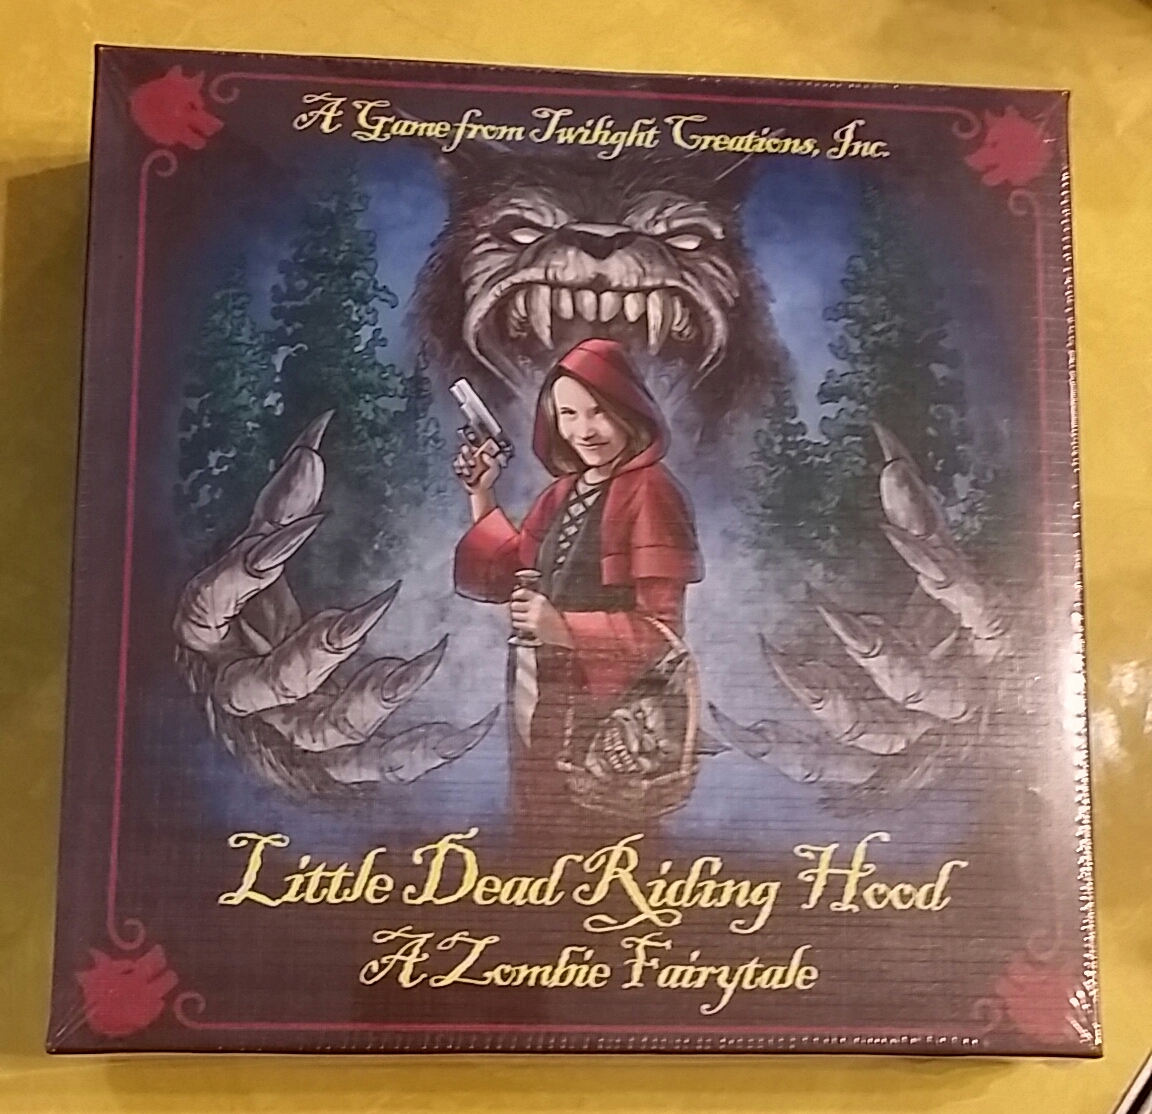 A Game from Twilight Creations, Inc.
Little Dead Riding Hood
A Zombie Fairytale